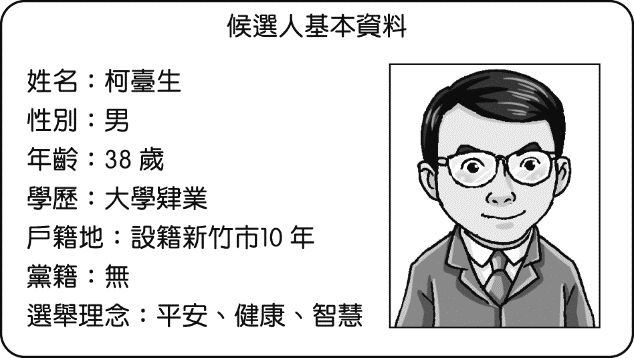 候選人基本資料
姓名：柯臺生
性別：男
年齡：38 歲
學歷：大學肄業
戶籍地：設籍新竹市10 年
黨籍：無
選舉理念：平安、健康、智慧